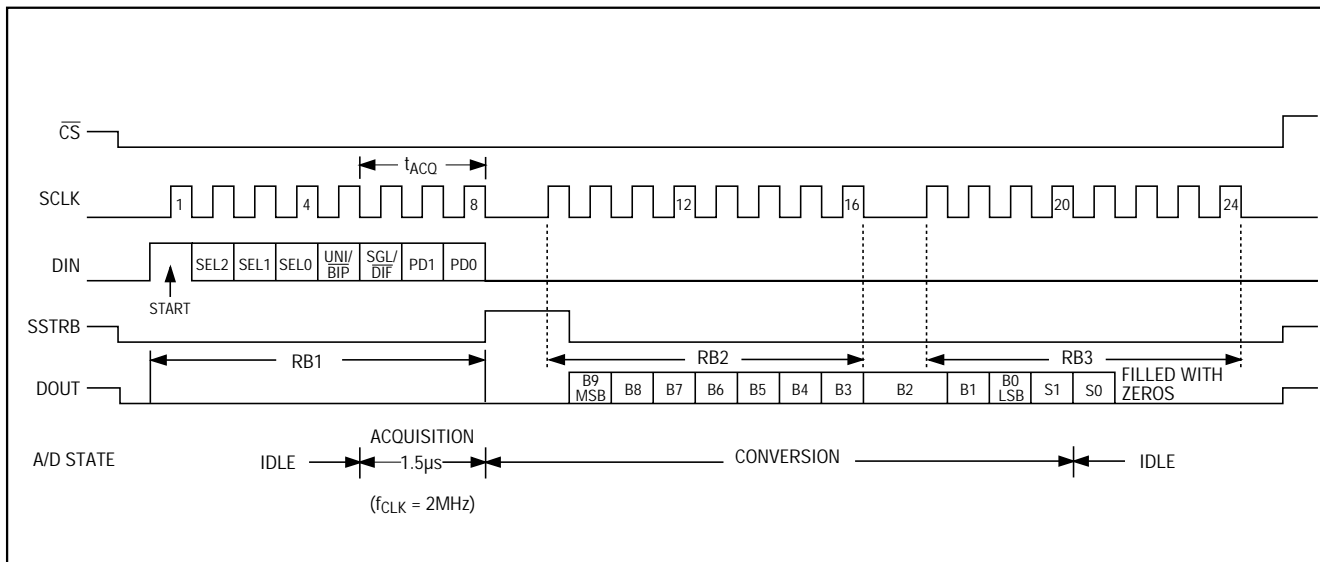 CS
tACQ
SCLK 1 4 8 12 16 20 24
DIN SEL2 SEL1 SEL0 UNI/ BIP SGL/ DIF PD1 PD0
START
SSTRB
RB1 RB2 RB3
DOUT B9 MSB B8 B7 B6 B5 B4 B3 B2 B1 B0 LSB S1 S0 FILLED WITH ZEROS
A/D STATE IDLE ACQUISITION 1.5µs CONVERSION IDLE
(fCLK = 2MHz)